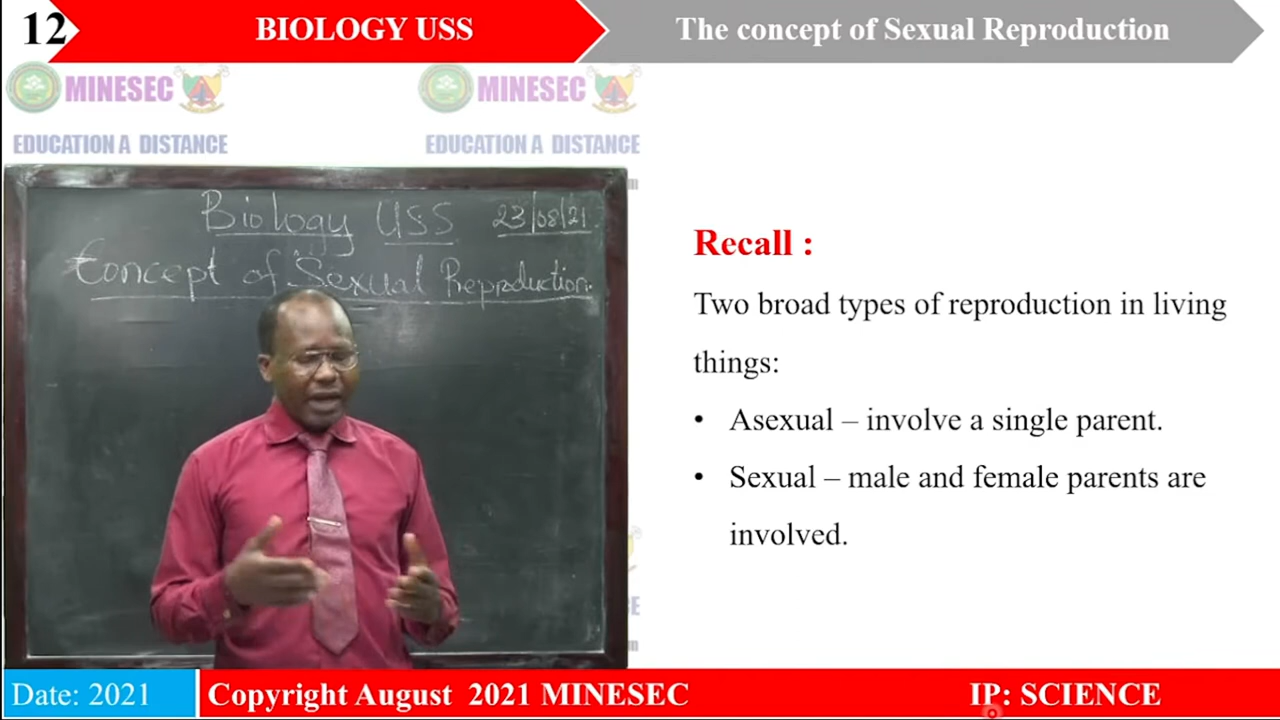 12
BIOLOGY USS
The concept of Sexual Reproduction
MINESEC
MINESEC
EDUCATION A DISTANCE
EDUCATION A DISTANCE
Biology USS 23/08/21
Concept of Sexual Reproduction.
Recall :
Two broad types of reproduction in living
things:
• Asexual – involve a single parent.
• Sexual – male and female parents are
involved.
Date: 2021
Copyright August 2021 MINESEC
IP: SCIENCE